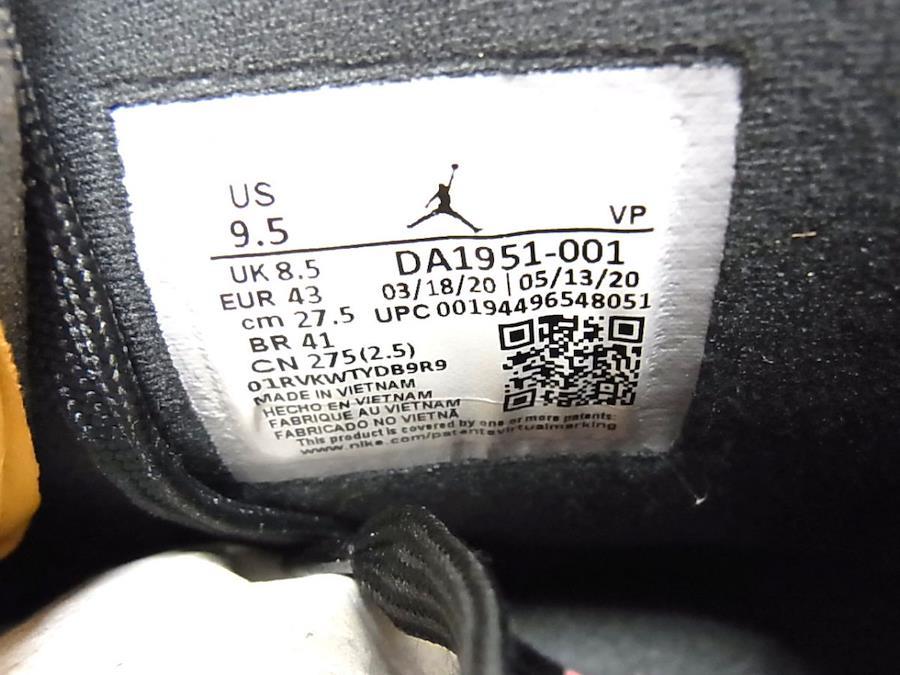 US
9.5
VP
UK 8.5
DA1951-001
EUR 43
03/18/20 | 05/13/20
cm 27.5
UPC 00194496548051
BR 41
CN 275(2.5)
01RVKWTYDB9R9
MADE IN VIETNAM
HECHO EN VIETNAM
FABRIQUE AU VIETNAM
FABRICADO NO VIETNÃ
This product is covered by one or more patents:
www.nike.com/patentsvirtualmarking